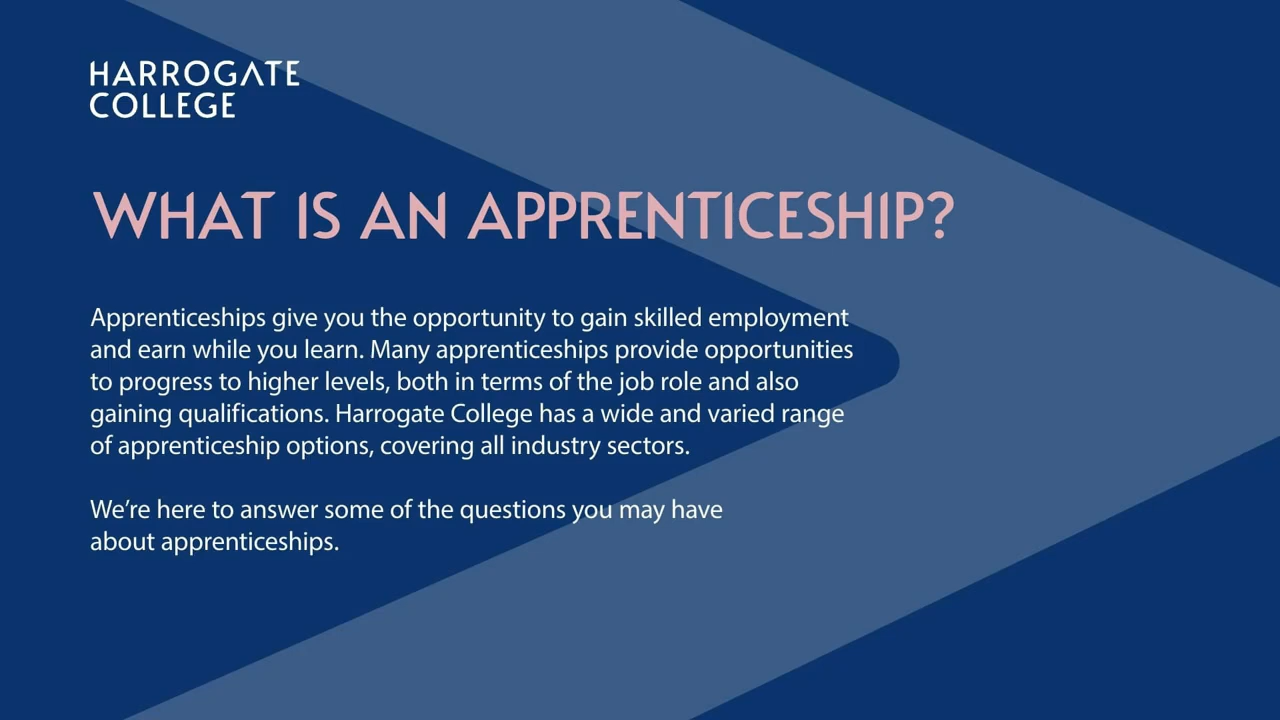 HARROGATE
COLLEGE
WHAT IS AN APPRENTICESHIP?
Apprenticeships give you the opportunity to gain skilled employment
and earn while you learn. Many apprenticeships provide opportunities
to progress to higher levels, both in terms of the job role and also
gaining qualifications. Harrogate College has a wide and varied range
of apprenticeship options, covering all industry sectors.
We’re here to answer some of the questions you may have
about apprenticeships.